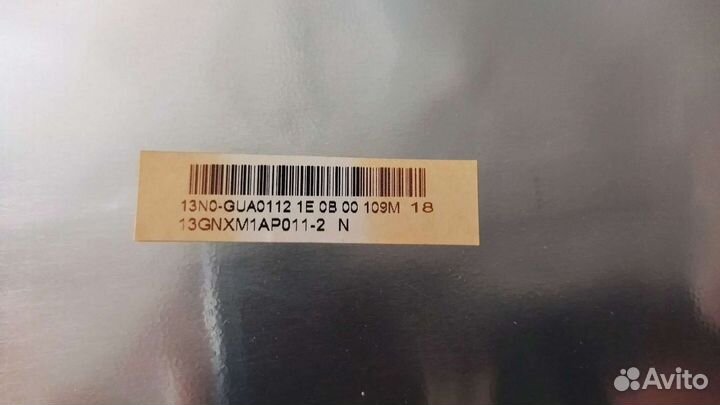 13N0-GUA0112 1E 0B 00 109M 18
13GNXM1AP011-2 N
Avito